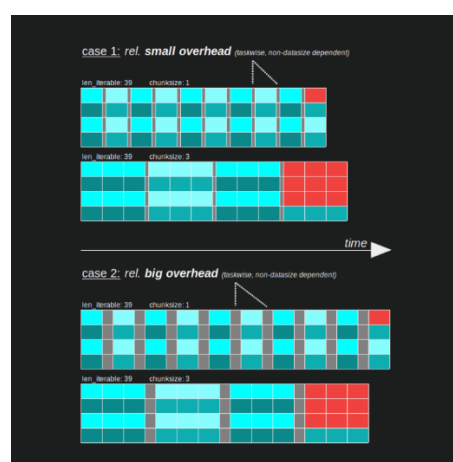 case 1: rel. small overhead (taskwise, non-datasize dependent)
len_iterable: 39 chunksize: 1
len_iterable: 39 chunksize: 3
time
case 2: rel. big overhead (taskwise, non-datasize dependent)
len_iterable: 39 chunksize: 1
len_iterable: 39 chunksize: 3